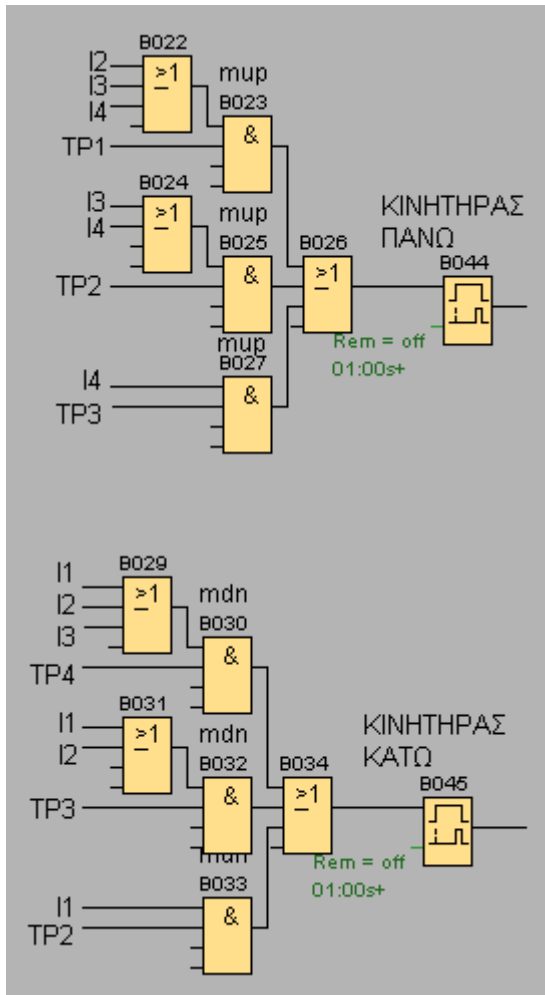 B022
I2
I3
I4
≥1
mup
B023
&
TP1
B024
I3
I4
≥1
mup
B025
&
TP2
B026
≥1
ΚΙΝΗΤΗΡΑΣ
ΠΑΝΩ
B044
Rem = off
01:00s+
mup
B027
&
I4
TP3
B029
I1
I2
I3
≥1
mdn
B030
&
TP4
B031
I1
I2
≥1
mdn
B032
&
TP3
B034
≥1
ΚΙΝΗΤΗΡΑΣ
ΚΑΤΩ
B045
Rem = off
01:00s+
mdn
B033
&
I1
TP2